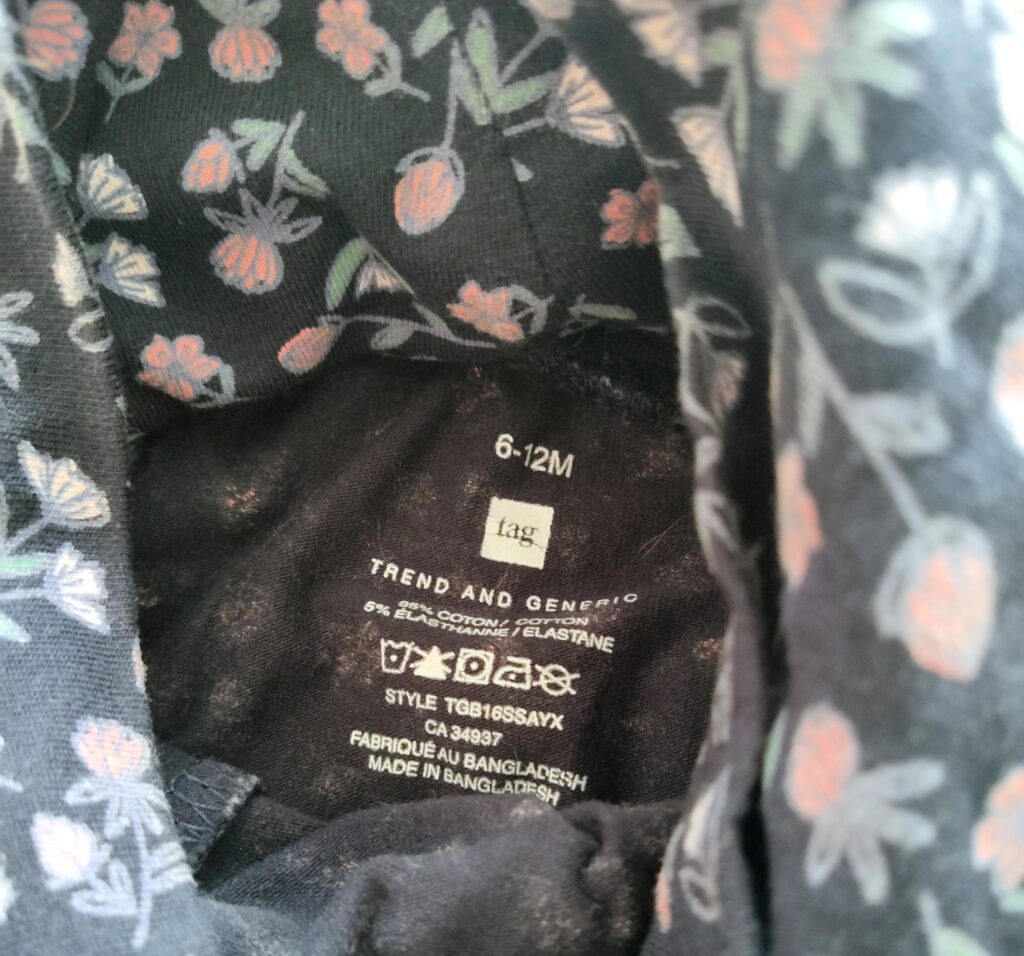 6-12M
tag
TREND AND GENERIC
95% COTON / COTTON
5% ÉLASTHANNE / ELASTANE
STYLE TGB16SSAYX
CA 34937
FABRIQUÉ AU BANGLADESH
MADE IN BANGLADESH